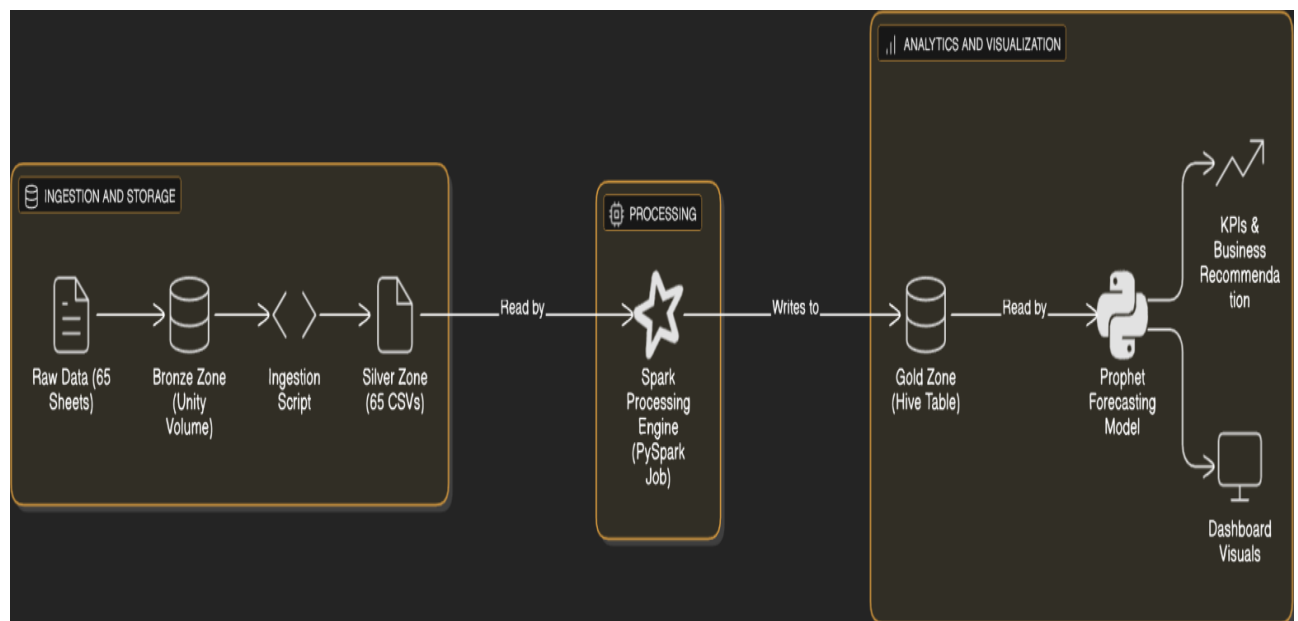 INGESTION AND STORAGE
Raw Data (65
Sheets)
Bronze Zone
(Unity
Volume)
Ingestion
Script
Silver Zone
(65 CSVs)
Read by
PROCESSING
Spark
Processing
Engine
(PySpark
Job)
Writes to
ANALYTICS AND VISUALIZATION
Gold Zone
(Hive Table)
Read by
Prophet
Forecasting
Model
KPIs &
Business
Recommenda
tion
Dashboard
Visuals